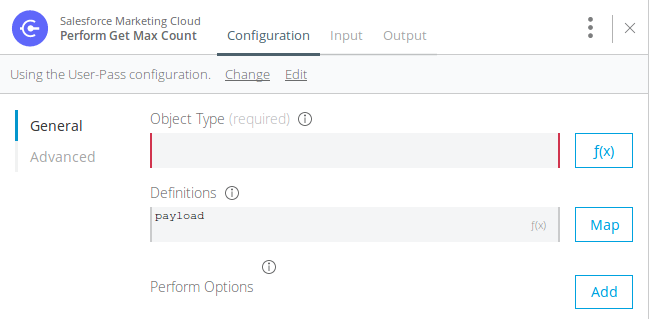 Salesforce Marketing Cloud
Perform Get Max Count
Configuration
Input
Output
Using the User-Pass configuration. Change Edit
General
Advanced
Object Type (required)
ƒ(x)
Definitions
payload
ƒ(x)
Map
Perform Options
Add